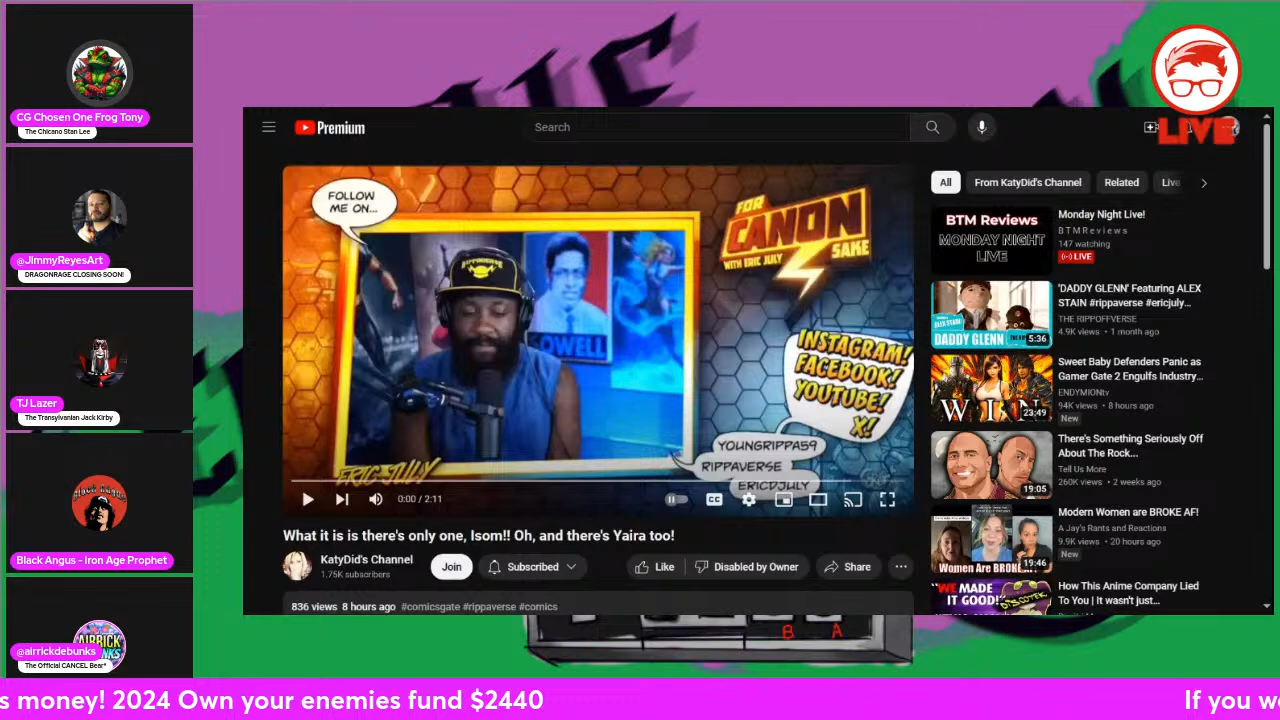 CG Chosen One Frog Tony
The Chicano Stan Lee
@JimmyReyesArt
DRAGONRAGE CLOSING SOON!
TJ Lazer
The Transylvanian Jack Kirby
Black Angus
Black Angus - Iron Age Prophet
@airrickdebunks
The Official CANCEL Bear*
Premium
Search
LIVE
FOLLOW
ME ON...
FOR
CANON
SAKE
WITH ERIC JULY
OWELL
INSTAGRAM!
FACEBOOK!
YOUTUBE!
X!
YOUNGRIPPA59
RIPPAVERSE
ERICDJULY
ERIC JULY
0:00 / 2:11
CC
What it is is there's only one, Isom!! Oh, and there's Yaira too!
KatyDid's Channel
1.75K subscribers
Join
Subscribed
Like
Disabled by Owner
Share
836 views 8 hours ago #comicsgate #rippaverse #comics
All
From KatyDid's Channel
Related
Live
BTM Reviews
MONDAY NIGHT
LIVE
Monday Night Live!
B T M R e v i e w s
147 watching
LIVE
DADDY GLENN
5:36
'DADDY GLENN' Featuring ALEX
STAIN #rippaverse #ericjuly...
THE RIPPOFFVERSE
4.9K views • 1 month ago
W I N
23:49
Sweet Baby Defenders Panic as
Gamer Gate 2 Engulfs Industry...
ENDYMIONtv
94K views • 8 hours ago
New
19:05
There's Something Seriously Off
About The Rock...
Tell Us More
260K views • 2 weeks ago
Women Are BROKE
19:46
Modern Women are BROKE AF!
A Jay's Rants and Reactions
9.9K views • 20 hours ago
New
"WE MADE
IT GOOD!"
DISCOTEK
How This Anime Company Lied
To You | It wasn't just...
B A
s money! 2024 Own your enemies fund $2440
If you w